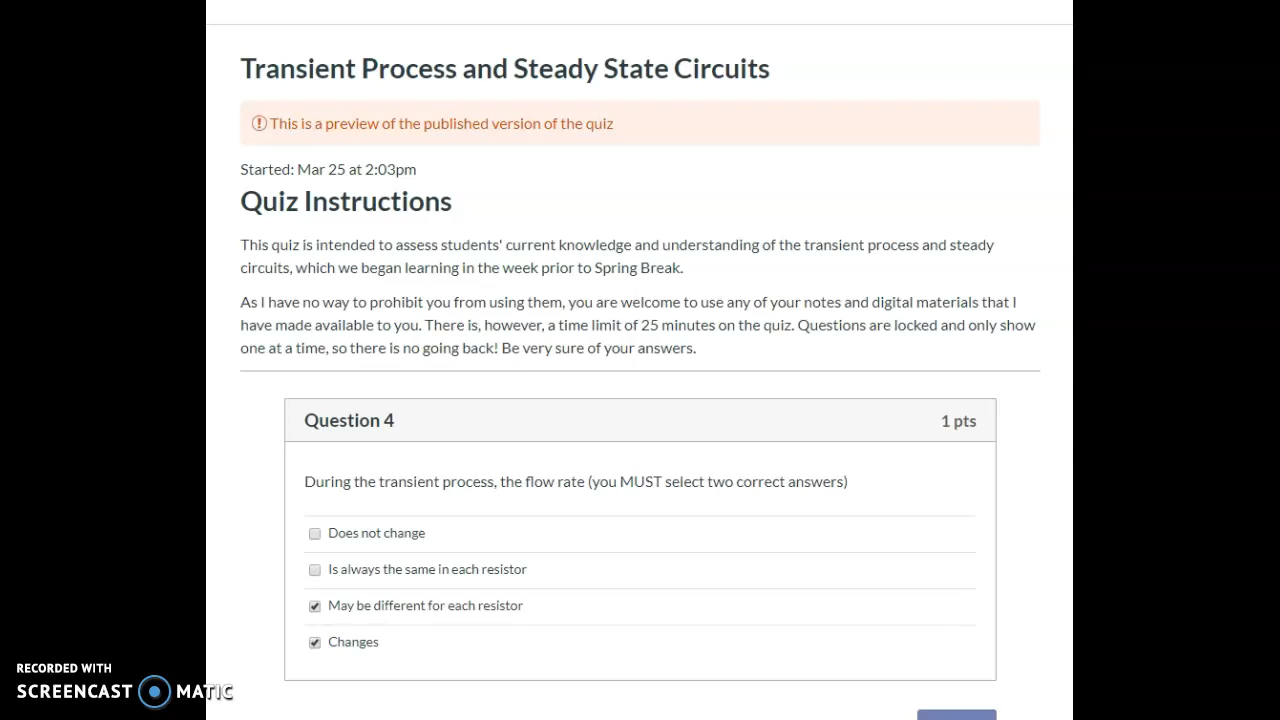 Transient Process and Steady State Circuits
This is a preview of the published version of the quiz
Started: Mar 25 at 2:03pm
Quiz Instructions
This quiz is intended to assess students' current knowledge and understanding of the transient process and steady
circuits, which we began learning in the week prior to Spring Break.
As I have no way to prohibit you from using them, you are welcome to use any of your notes and digital materials that I
have made available to you. There is, however, a time limit of 25 minutes on the quiz. Questions are locked and only show
one at a time, so there is no going back! Be very sure of your answers.
Question 4 1 pts
During the transient process, the flow rate (you MUST select two correct answers)
Does not change
Is always the same in each resistor
May be different for each resistor
Changes
RECORDED WITH
SCREENCAST MATIC